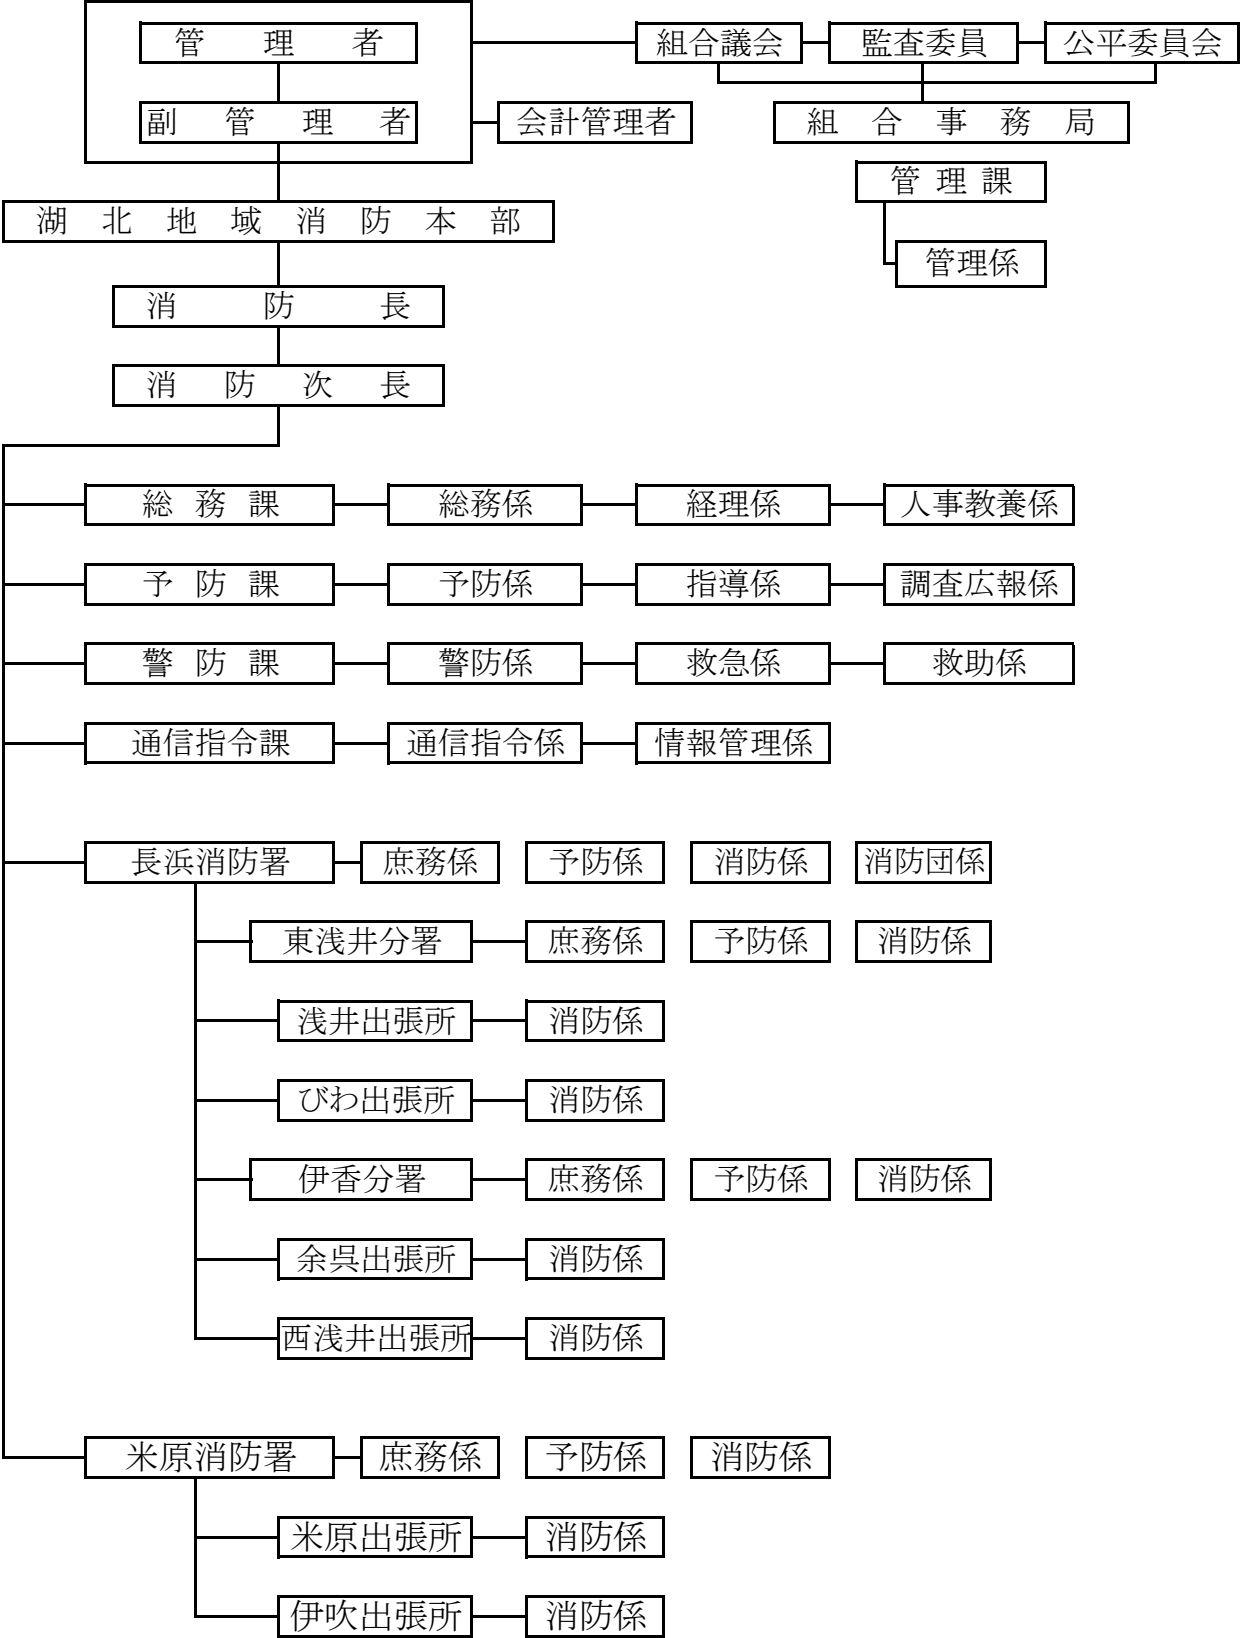 管理者 組合議会 監査委員 公平委員会
副管理者 会計管理者 組合事務局
管理課
湖北地域消防本部
管理係
消防長
消防次長
総務課 総務係 経理係 人事教養係
予防課 予防係 指導係 調査広報係
警防課 警防係 救急係 救助係
通信指令課 通信指令係 情報管理係
長浜消防署 庶務係 予防係 消防係 消防団係
東浅井分署 庶務係 予防係 消防係
浅井出張所 消防係
びわ出張所 消防係
伊香分署 庶務係 予防係 消防係
余呉出張所 消防係
西浅井出張所 消防係
米原消防署 庶務係 予防係 消防係
米原出張所 消防係
伊吹出張所 消防係